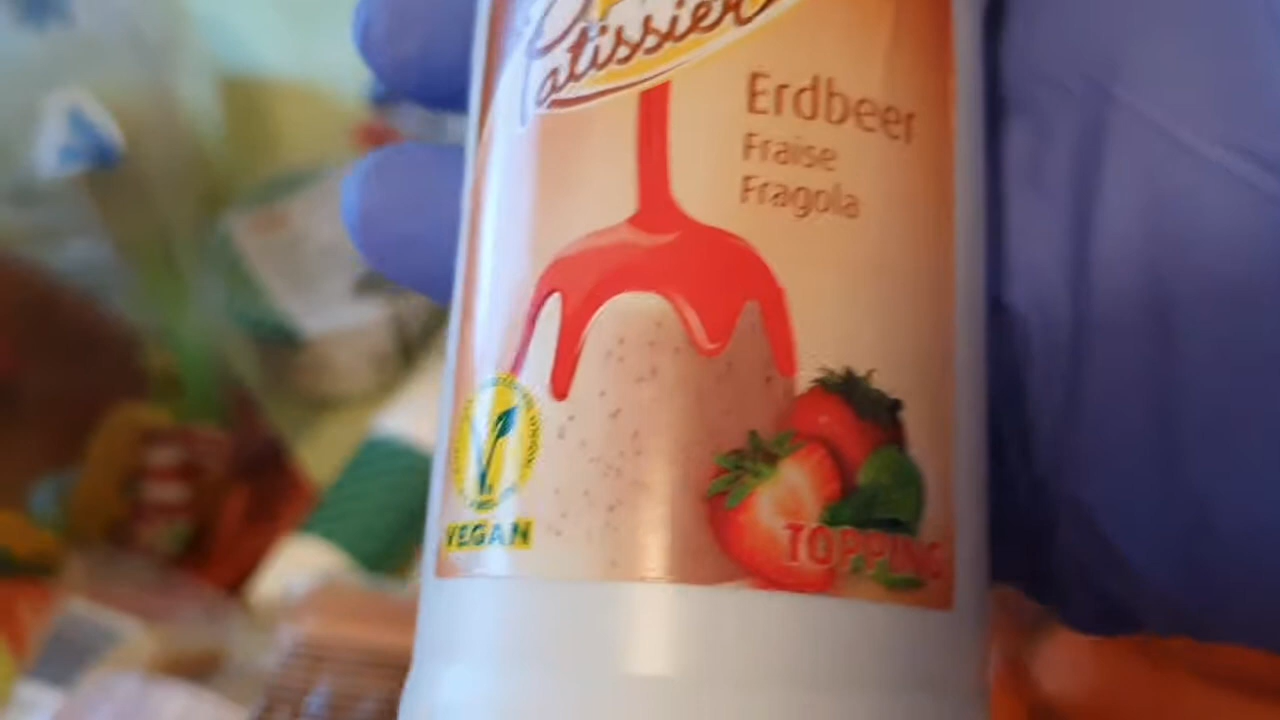 Patissier
Erdbeer
Fraise
Fragola
VEGAN
TOPPING